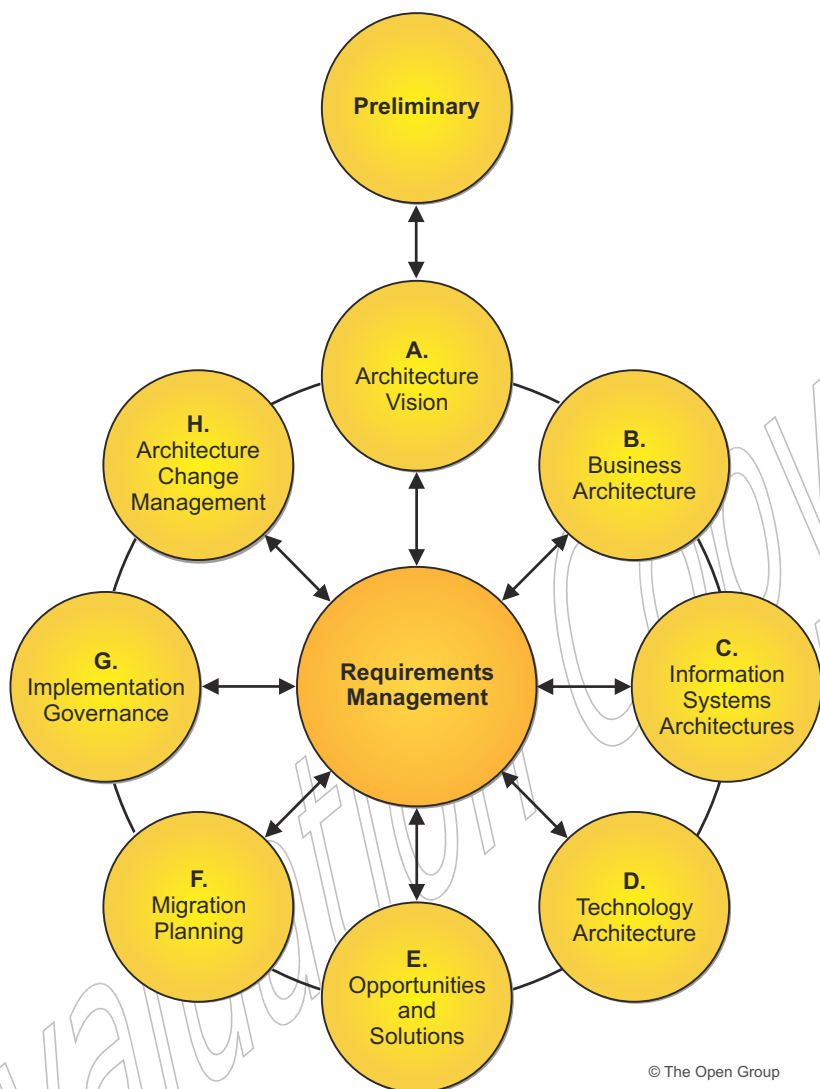 Preliminary
A.
Architecture
Vision
H.
Architecture
Change
Management
B.
Business
Architecture
G.
Implementation
Governance
Requirements
Management
C.
Information
Systems
Architectures
F.
Migration
Planning
D.
Technology
Architecture
E.
Opportunities
and
Solutions
© The Open Group